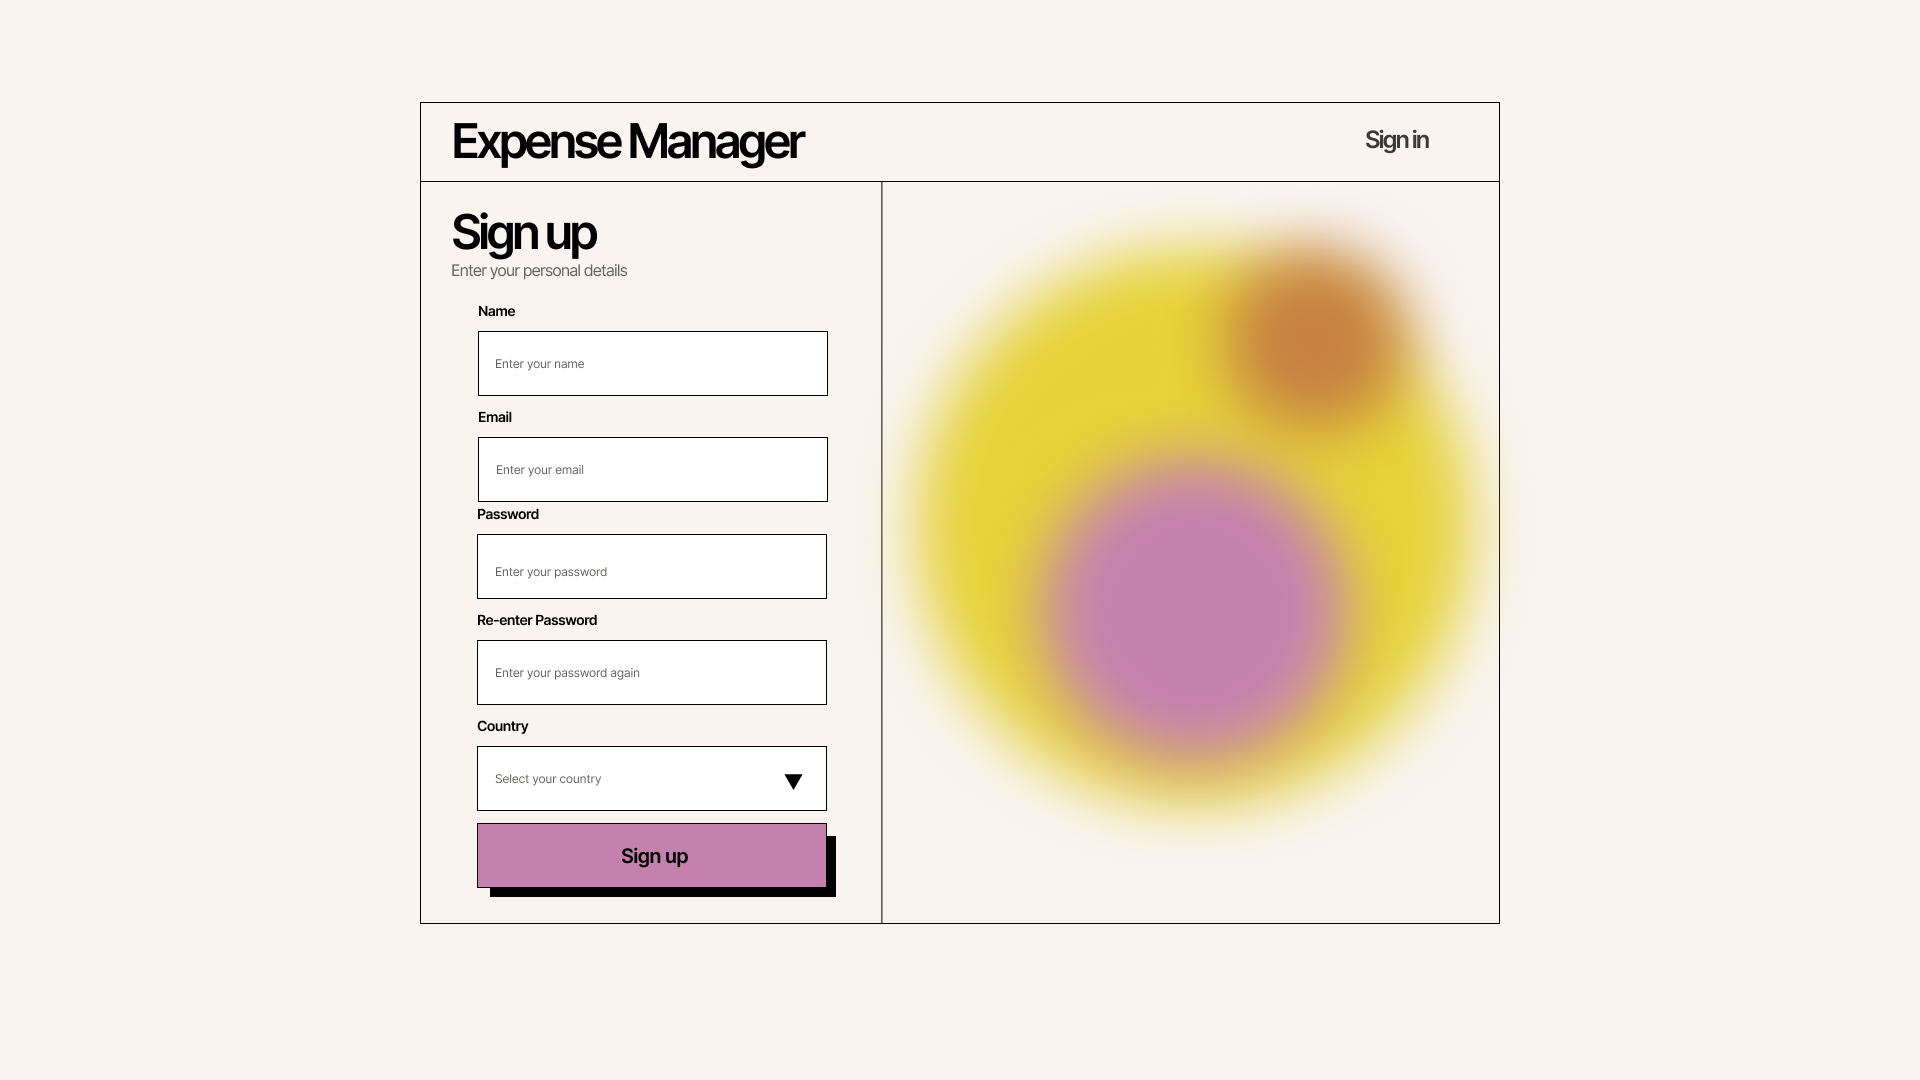 Expense Manager
Sign in
Sign up
Enter your personal details
Name
Enter your name
Email
Enter your email
Password
Enter your password
Re-enter Password
Enter your password again
Country
Select your country
Sign up